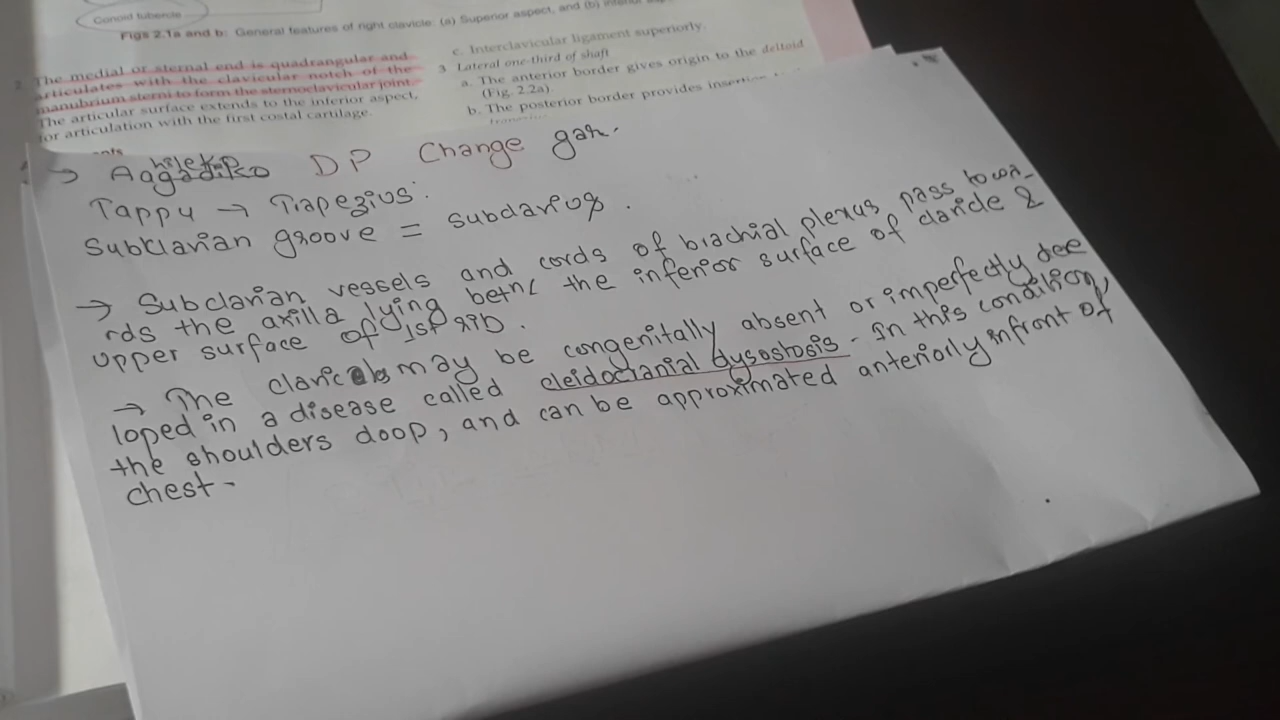 Conoid tubercle
Figs 2.1a and b: General features of right clavicle: (a) Superior aspect, and (b)
2. The medial or sternal end is quadrangular and
articulates with the clavicular notch of the
manubrium sterni to form the sternoclavicular joint.
The articular surface extends to the inferior aspect,
for articulation with the first costal cartilage.
c. Interclavicular ligament superiorly.
3 Lateral one-third of shaft
a. The anterior border gives origin to the deltoid
(Fig. 2.2a).
b. The posterior border provides
→ DP Change gar.
Tappu → Trapezius.
Subklavian groove = subclavius.
→ Subclavian vessels and cords of brachial plexus pass towa-
rds the axilla lying betn the inferior surface of clavicle &
upper surface of 1st rib.
→ The clavicles may be congenitally absent or imperfectly deve
loped in a disease called cleidocranial dysostosis. In this condition,
the shoulders doop, and can be approximated anteriorly infront of
chest.